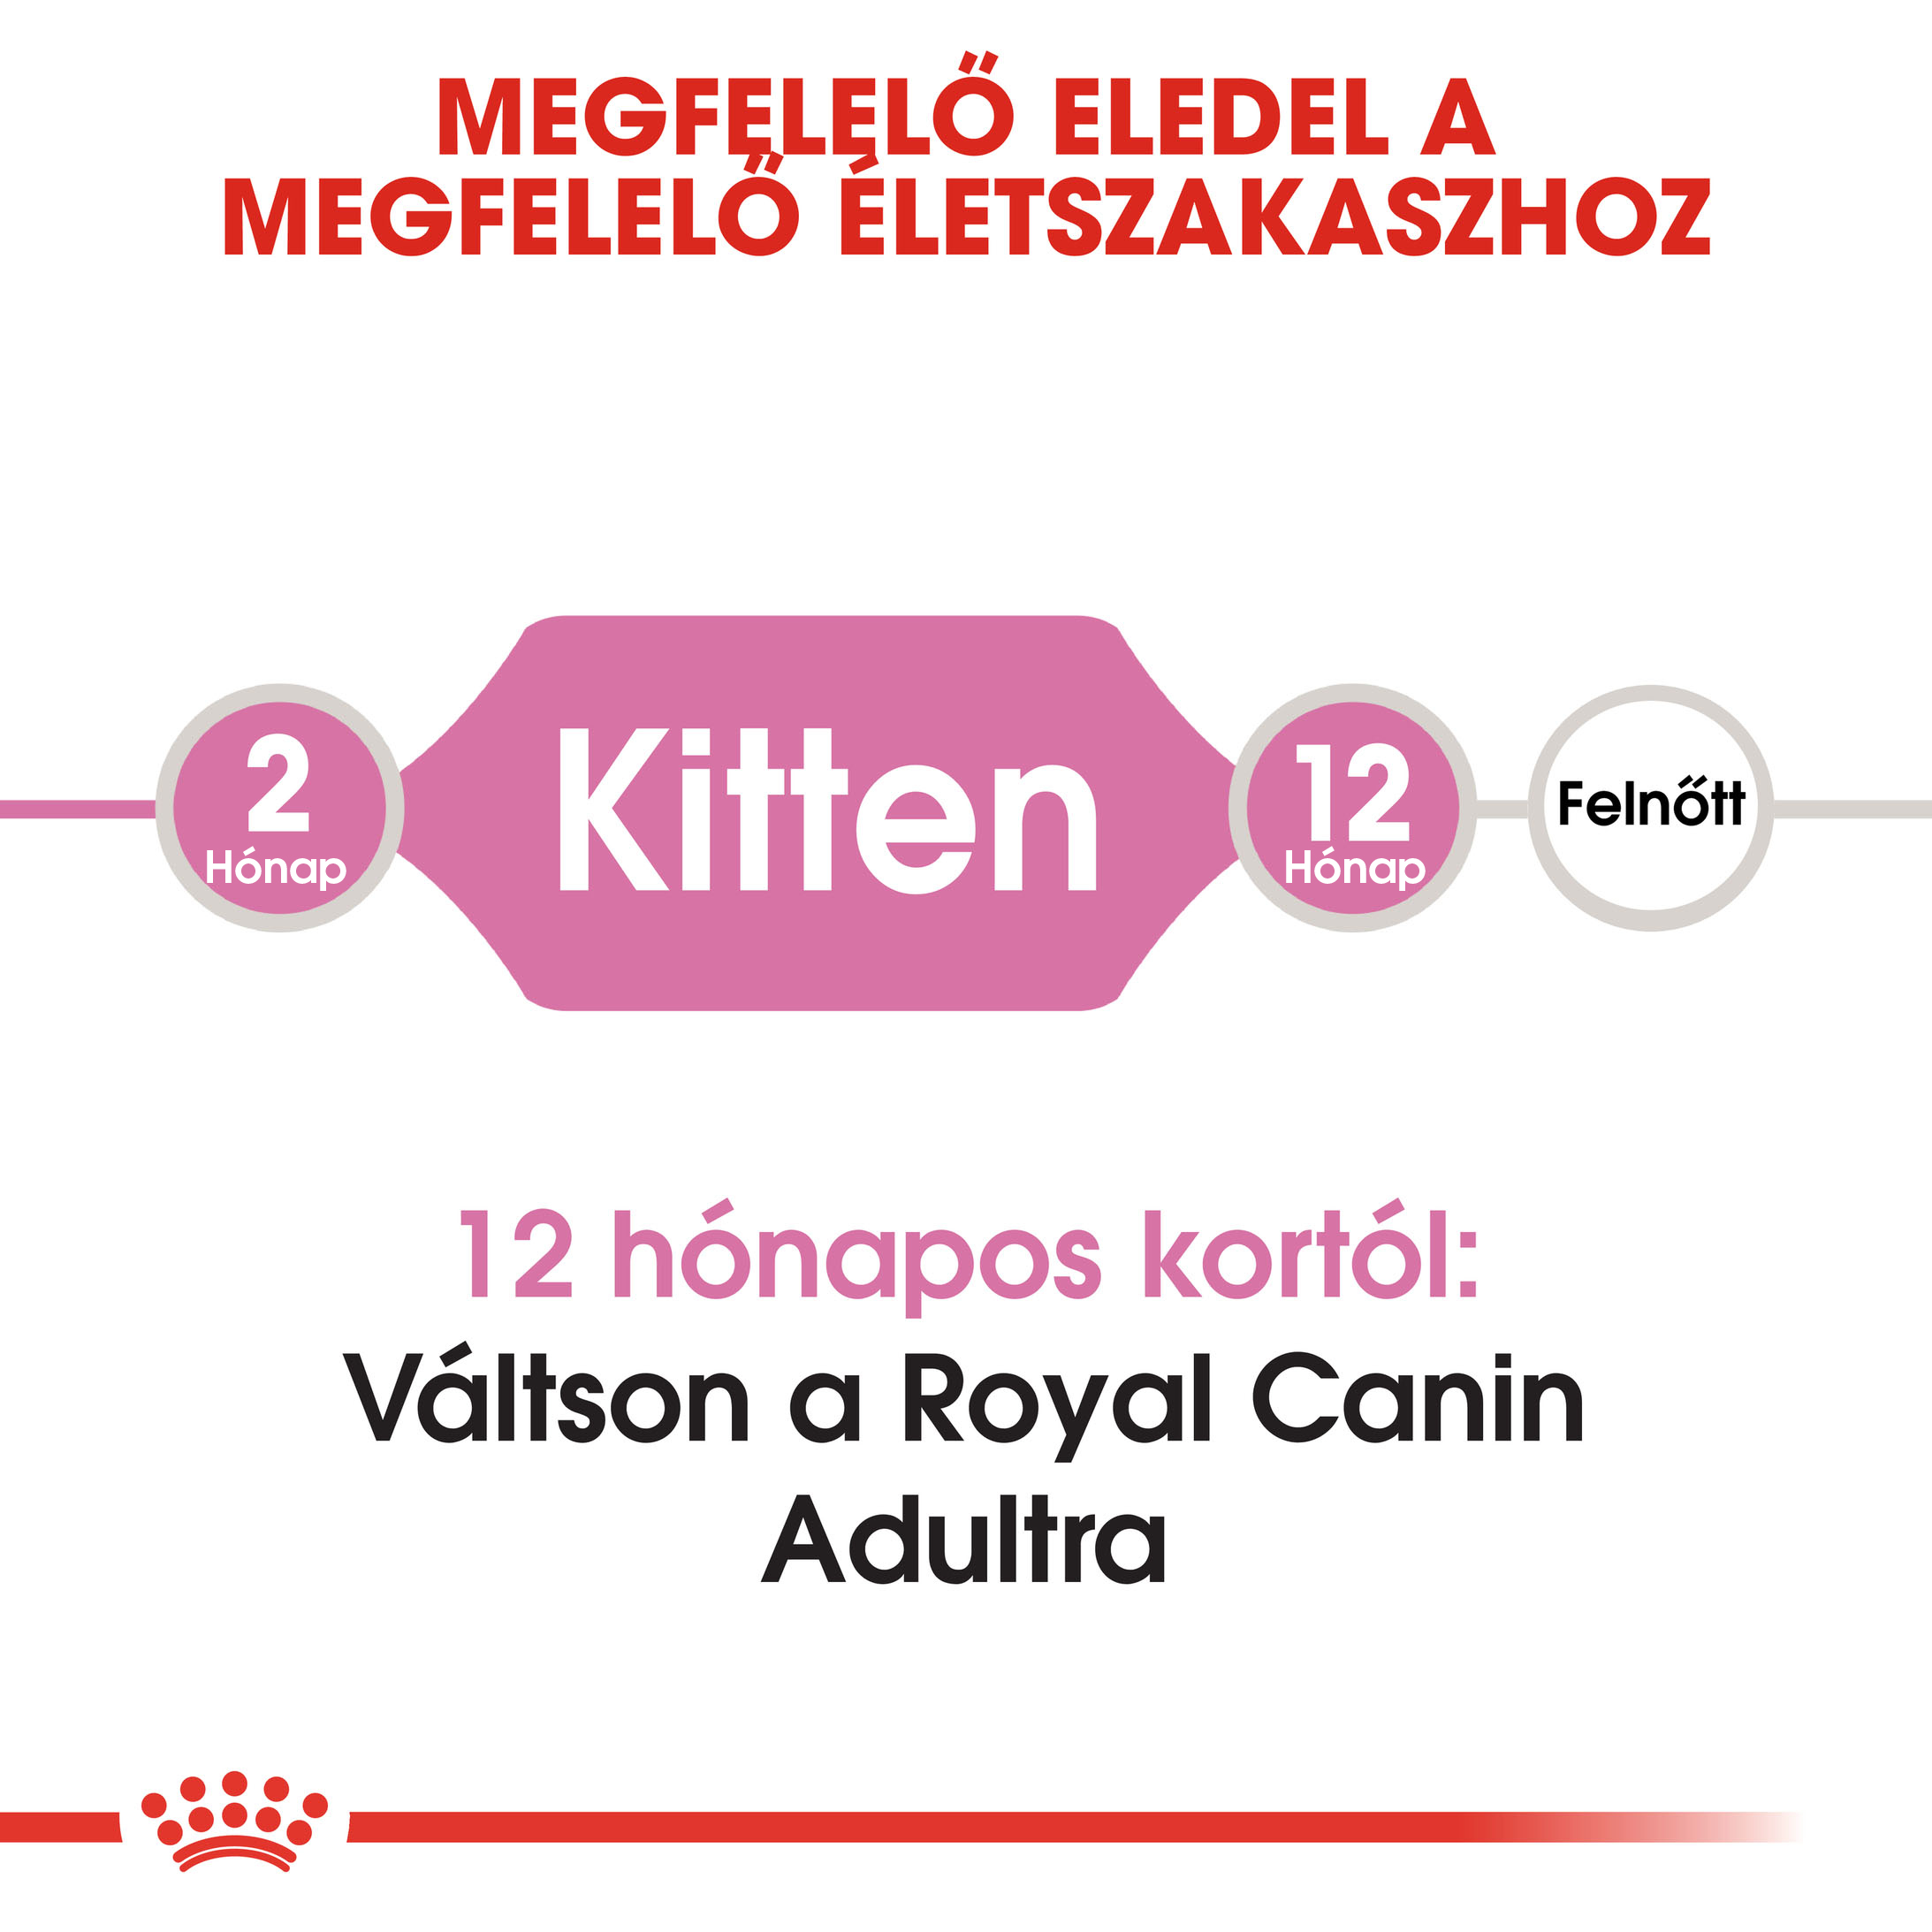 MEGFELELŐ ELEDEL A
MEGFELELŐ ÉLETSZAKASZHOZ
2
Hónap
Kitten
12
Hónap
Felnőtt
12 hónapos kortól:
Váltson a Royal Canin
Adultra